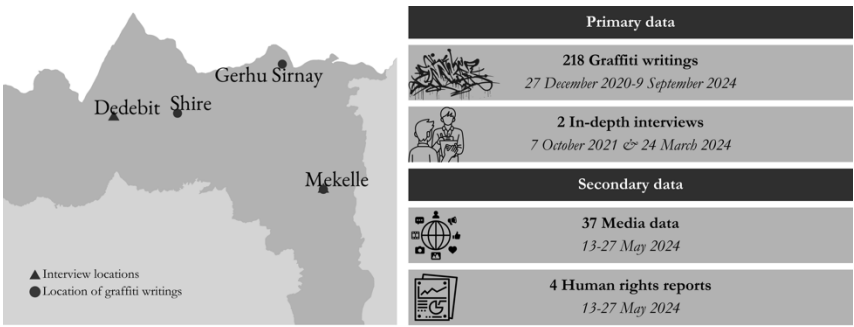 Gerhu Sirnay
Dedebit
Shire
Mekelle
Interview locations
Location of graffiti writings
Primary data
218 Graffiti writings
27 December 2020-9 September 2024
2 In-depth interviews
7 October 2021 & 24 March 2024
Secondary data
37 Media data
13-27 May 2024
4 Human rights reports
13-27 May 2024